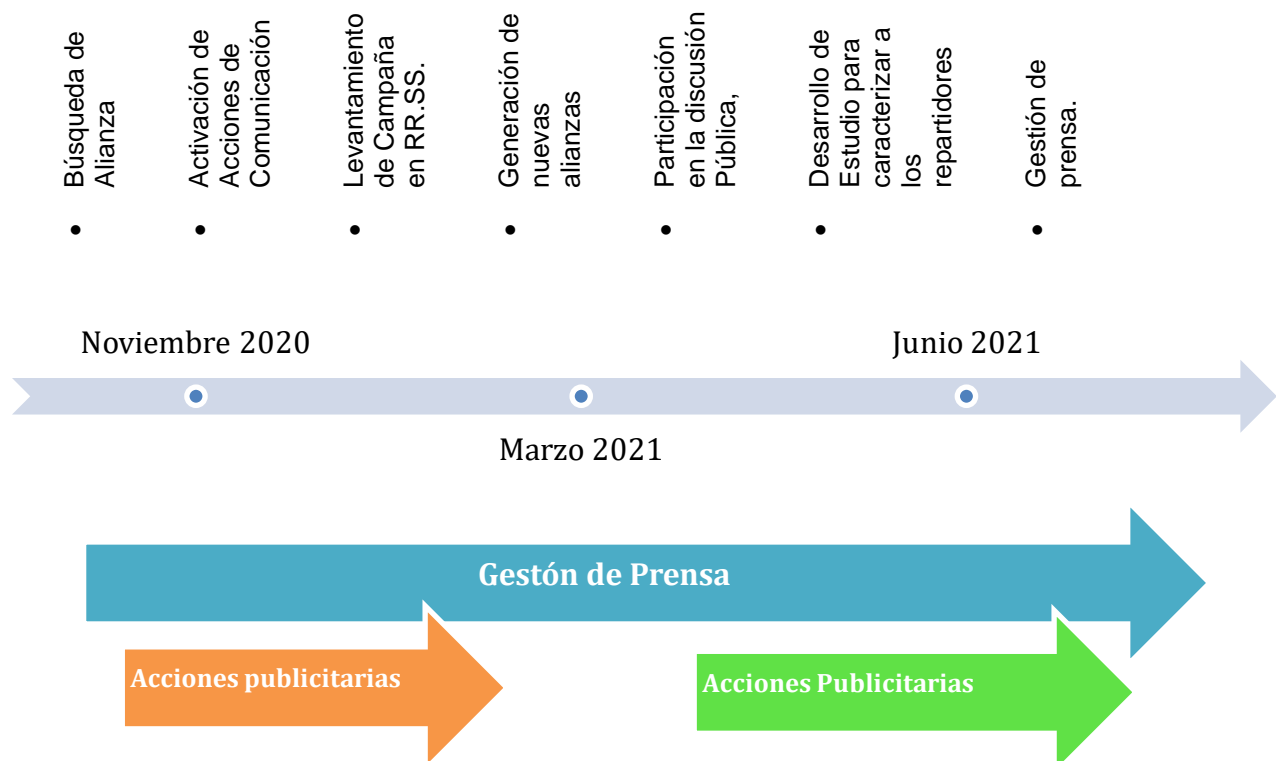 Búsqueda de
Alianza
Activación de
Acciones de
Comunicación
Levantamiento
de Campaña
en RR.SS.
Generación de
nuevas
alianzas
Participación
en la discusión
Pública,
Desarrollo de
Estudio para
caracterizar a
los
repartidores
Gestión de
prensa.
Noviembre 2020
Junio 2021
Marzo 2021
Gestón de Prensa
Acciones publicitarias
Acciones Publicitarias